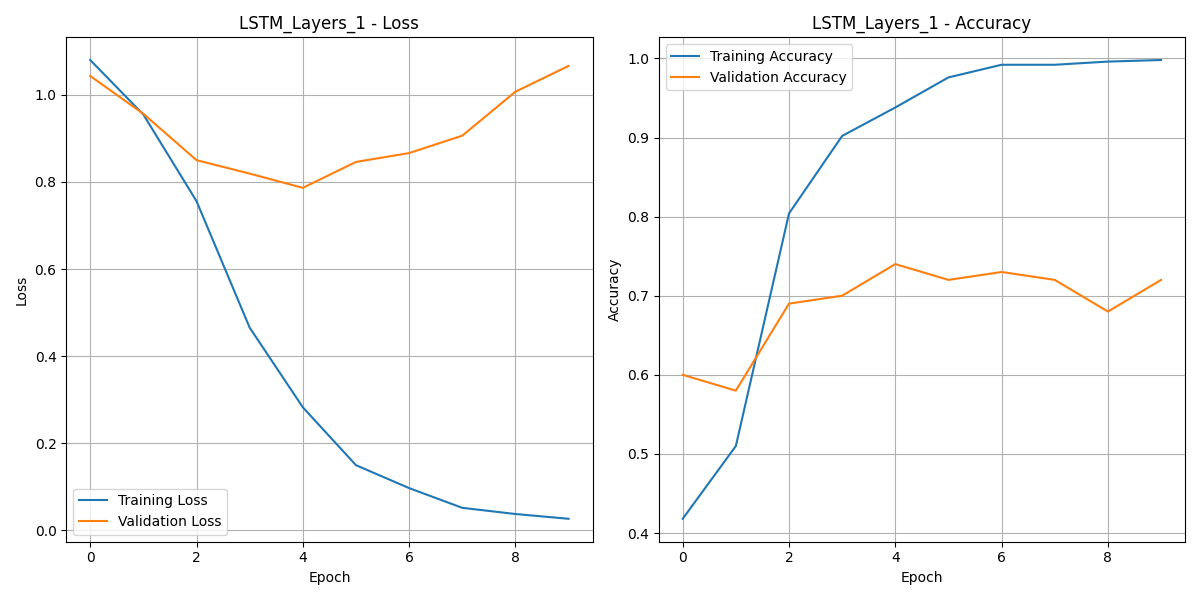 LSTM_Layers_1 - Loss
1.0
0.8
0.6
0.4
0.2
0.0
Loss
Training Loss
Validation Loss
0 2 4 6 8
Epoch
LSTM_Layers_1 - Accuracy
Training Accuracy
Validation Accuracy
1.0
0.9
0.8
0.7
0.6
0.5
0.4
Accuracy
0 2 4 6 8
Epoch